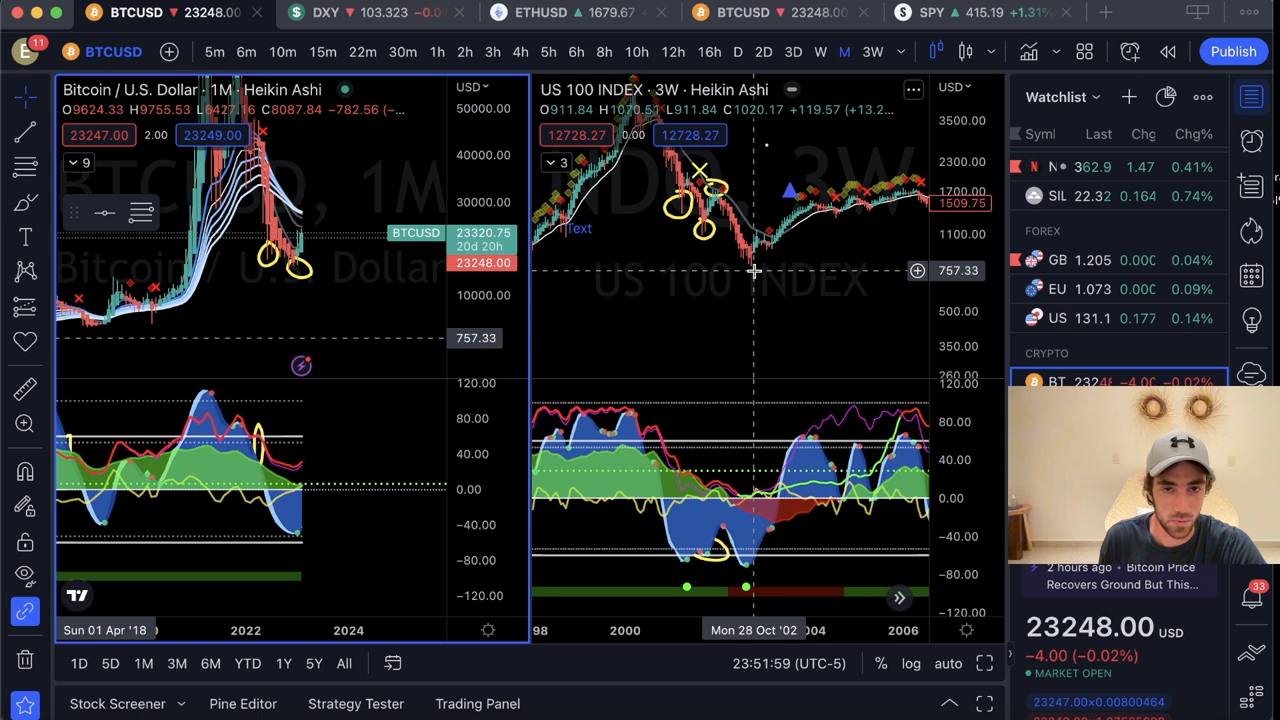 BTCUSD 23248.00
DXY 103.323 -0.0
ETHUSD 1679.67
BTCUSD 23248.00
SPY 415.19 +1.31%
E 11
BTCUSD 5m 6m 10m 15m 22m 30m 1h 2h 3h 4h 5h 6h 8h 10h 12h 16h D 2D 3D W M 3W Publish
Bitcoin / U.S. Dollar · 1M · Heikin Ashi
USD
O9624.33 H9755.53 L6427.16 C8087.84 −782.56 (−...
23247.00 2.00 23249.00
9
BTCUSD, 1M
Bitcoin / U.S. Dollar
50000.00
40000.00
30000.00
BTCUSD 23320.75
20d 20h
23248.00
10000.00
757.33
120.00
80.00
40.00
0.00
−40.00
−80.00
−120.00
Sun 01 Apr '18 2022 2024
US 100 INDEX · 3W · Heikin Ashi
USD
O911.84 H1070.51 L911.84 C1020.17 +119.57 (+13.2...
12728.27 0.00 12728.27
3
Text
NDQ, 3W
US 100 INDEX
3500.00
2300.00
1700.00
1509.75
1100.00
757.33
500.00
350.00
260.00
120.00
80.00
40.00
0.00
−40.00
−80.00
−120.00
98 2000 Mon 28 Oct '02 2004 2006
1D 5D 1M 3M 6M YTD 1Y 5Y All 23:51:59 (UTC-5) % log auto
Stock Screener Pine Editor Strategy Tester Trading Panel
Watchlist
Syml Last Chg Chg%
N 362.9 1.47 0.41%
SIL 22.32 0.164 0.74%
FOREX
GB 1.205 0.000 0.04%
EU 1.073 0.000 0.09%
US 131.1 0.177 0.14%
CRYPTO
BT 23248 −4.00 −0.02%
2 hours ago • Bitcoin Price
Recovers Ground But This...
23248.00 USD
−4.00 (−0.02%)
MARKET OPEN
23247.00×0.00800464
33